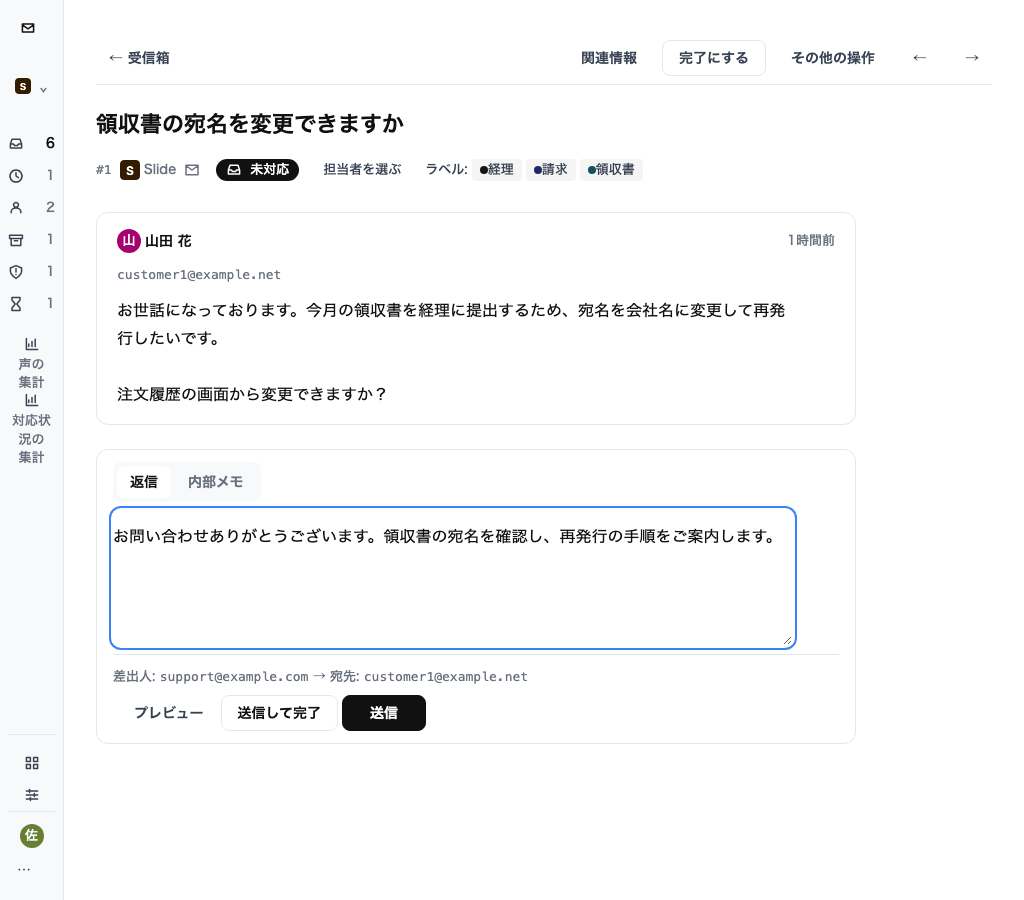 ← 受信箱
関連情報
完了にする
その他の操作
←
→
S
6
1
2
1
1
1
声の
集計
対応状
況の
集計
佐
…
領収書の宛名を変更できますか
#1 S Slide 未対応 担当者を選ぶ ラベル: 経理 請求 領収書
山 山田 花
1時間前
customer1@example.net
お世話になっております。今月の領収書を経理に提出するため、宛名を会社名に変更して再発
行したいです。
注文履歴の画面から変更できますか？
返信 内部メモ
お問い合わせありがとうございます。領収書の宛名を確認し、再発行の手順をご案内します。
差出人: support@example.com → 宛先: customer1@example.net
プレビュー 送信して完了 送信